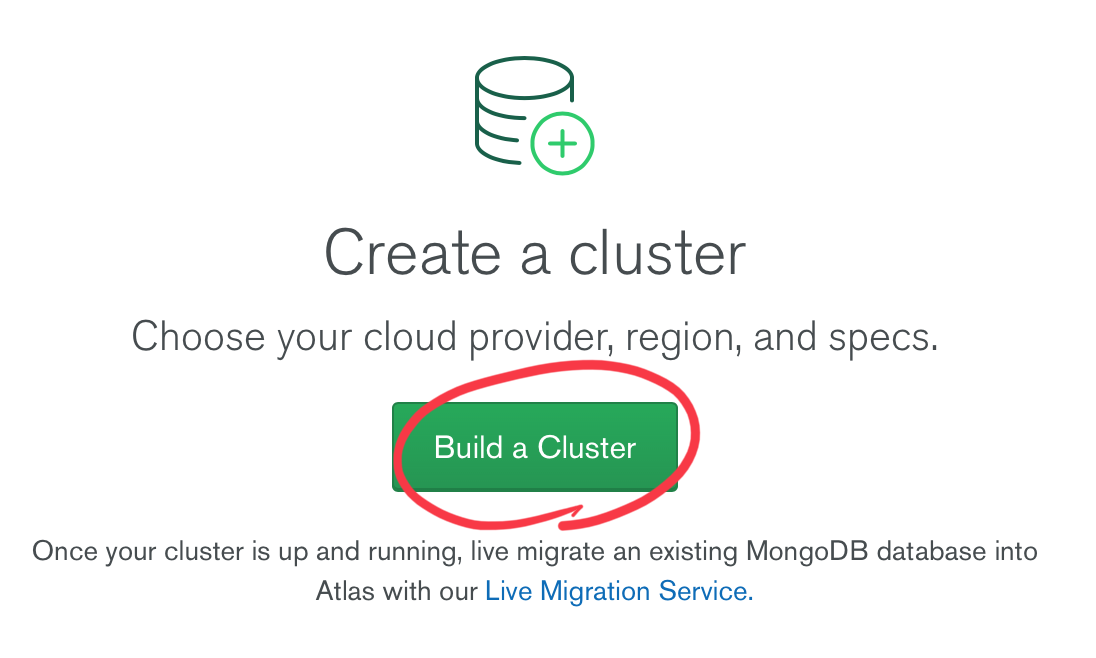 Create a cluster
Choose your cloud provider, region, and specs.
Build a Cluster
Once your cluster is up and running, live migrate an existing MongoDB database into
Atlas with our Live Migration Service.